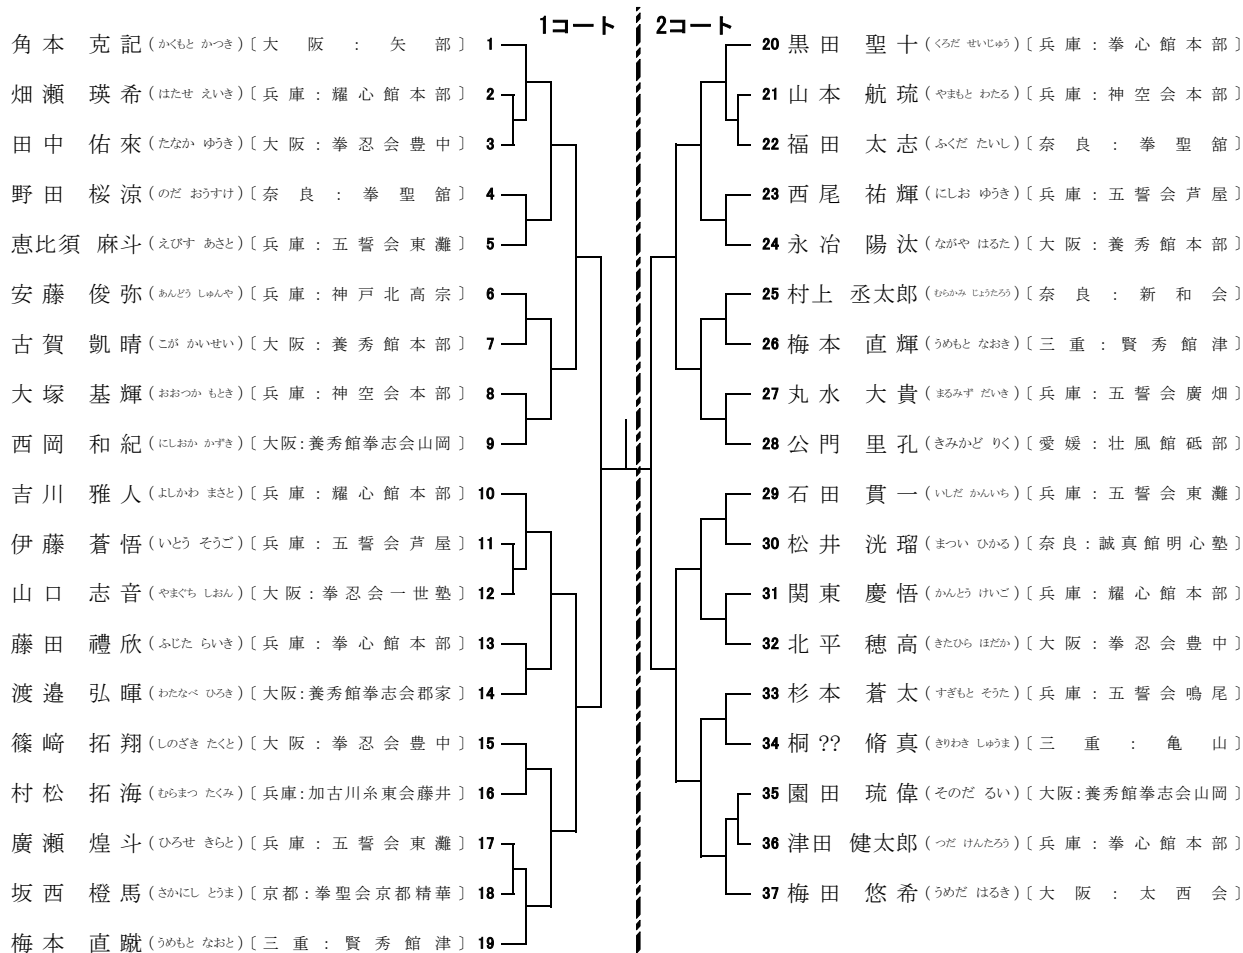 1コート
角本 克記 (かくもと かつき) 〔大阪:矢部〕 1
畑瀬 瑛希 (はたせ えいき) 〔兵庫:耀心館本部〕 2
田中 佑來 (たなか ゆうき) 〔大阪:拳忍会豊中〕 3
野田 桜涼 (のだ おうすけ) 〔奈良:拳聖舘〕 4
恵比須 麻斗 (えびす あさと) 〔兵庫:五誓会東灘〕 5
安藤 俊弥 (あんどう しゅんや) 〔兵庫:神戸北高宗〕 6
古賀 凱晴 (こが かいせい) 〔大阪:養秀館本部〕 7
大塚 基輝 (おおつか もとき) 〔兵庫:神空会本部〕 8
西岡 和紀 (にしおか かずき) 〔大阪:養秀館拳志会山岡〕 9
吉川 雅人 (よしかわ まさと) 〔兵庫:耀心館本部〕 10
伊藤 蒼悟 (いとう そうご) 〔兵庫:五誓会芦屋〕 11
山口 志音 (やまぐち しおん) 〔大阪:拳忍会一世塾〕 12
藤田 禮欣 (ふじた らいき) 〔兵庫:拳心館本部〕 13
渡邉 弘暉 (わたなべ ひろき) 〔大阪:養秀館拳志会郡家〕 14
篠﨑 拓翔 (しのざき たくと) 〔大阪:拳忍会豊中〕 15
村松 拓海 (むらまつ たくみ) 〔兵庫:加古川糸東会藤井〕 16
廣瀬 煌斗 (ひろせ きらと) 〔兵庫:五誓会東灘〕 17
坂西 橙馬 (さかにし とうま) 〔京都:拳聖会京都精華〕 18
梅本 直蹴 (うめもと なおと) 〔三重:賢秀館津〕 19
2コート
20 黒田 聖十 (くろだ せいじゅう) 〔兵庫:拳心館本部〕
21 山本 航琉 (やまもと わたる) 〔兵庫:神空会本部〕
22 福田 太志 (ふくだ たいし) 〔奈良:拳聖舘〕
23 西尾 祐輝 (にしお ゆうき) 〔兵庫:五誓会芦屋〕
24 永冶 陽汰 (ながや はるた) 〔大阪:養秀館本部〕
25 村上 丞太郎 (むらかみ じょうたろう) 〔奈良:新和会〕
26 梅本 直輝 (うめもと なおき) 〔三重:賢秀館津〕
27 丸水 大貴 (まるみず だいき) 〔兵庫:五誓会廣畑〕
28 公門 里孔 (きみかど りく) 〔愛媛:壮風館砥部〕
29 石田 貫一 (いしだ かんいち) 〔兵庫:五誓会東灘〕
30 松井 洸瑠 (まつい ひかる) 〔奈良:誠真館明心塾〕
31 関東 慶悟 (かんとう けいご) 〔兵庫:耀心館本部〕
32 北平 穂高 (きたひら ほだか) 〔大阪:拳忍会豊中〕
33 杉本 蒼太 (すぎもと そうた) 〔兵庫:五誓会鳴尾〕
34 桐?? 脩真 (きりわき しゅうま) 〔三重:亀山〕
35 園田 琉偉 (そのだ るい) 〔大阪:養秀館拳志会山岡〕
36 津田 健太郎 (つだ けんたろう) 〔兵庫:拳心館本部〕
37 梅田 悠希 (うめだ はるき) 〔大阪:太西会〕